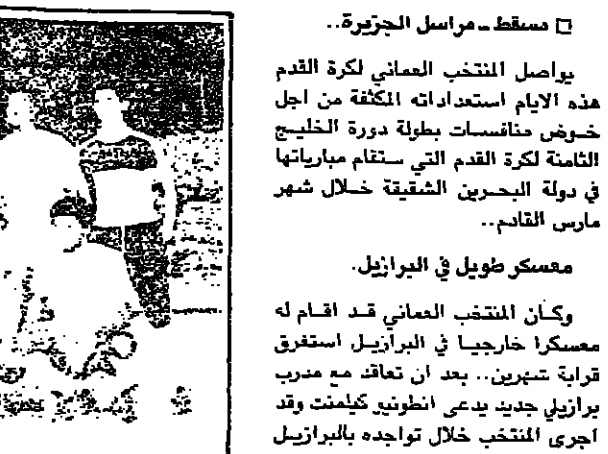 □ مسقط ـ مراسل الجزيرة..
يواصل المنتخب العماني لكرة القدم
هذه الايام استعداداته المكثفة من اجل
خوض منافسات بطولة دورة الخليج
الثامنة لكرة القدم التي ستقام مبارياتها
في دولة البحرين الشقيقة خلال شهر
مارس القادم..
معسكر طويل في البرازيل.
وكان المنتخب العماني قد اقام له
معسكرا خارجيا في البرازيل استغرق
قرابة شهرين.. بعد ان تعاقد مع مدرب
برازيلي جديد يدعى انطونيو كليمنت وقد
اجرى المنتخب خلال تواجده بالبرازيل